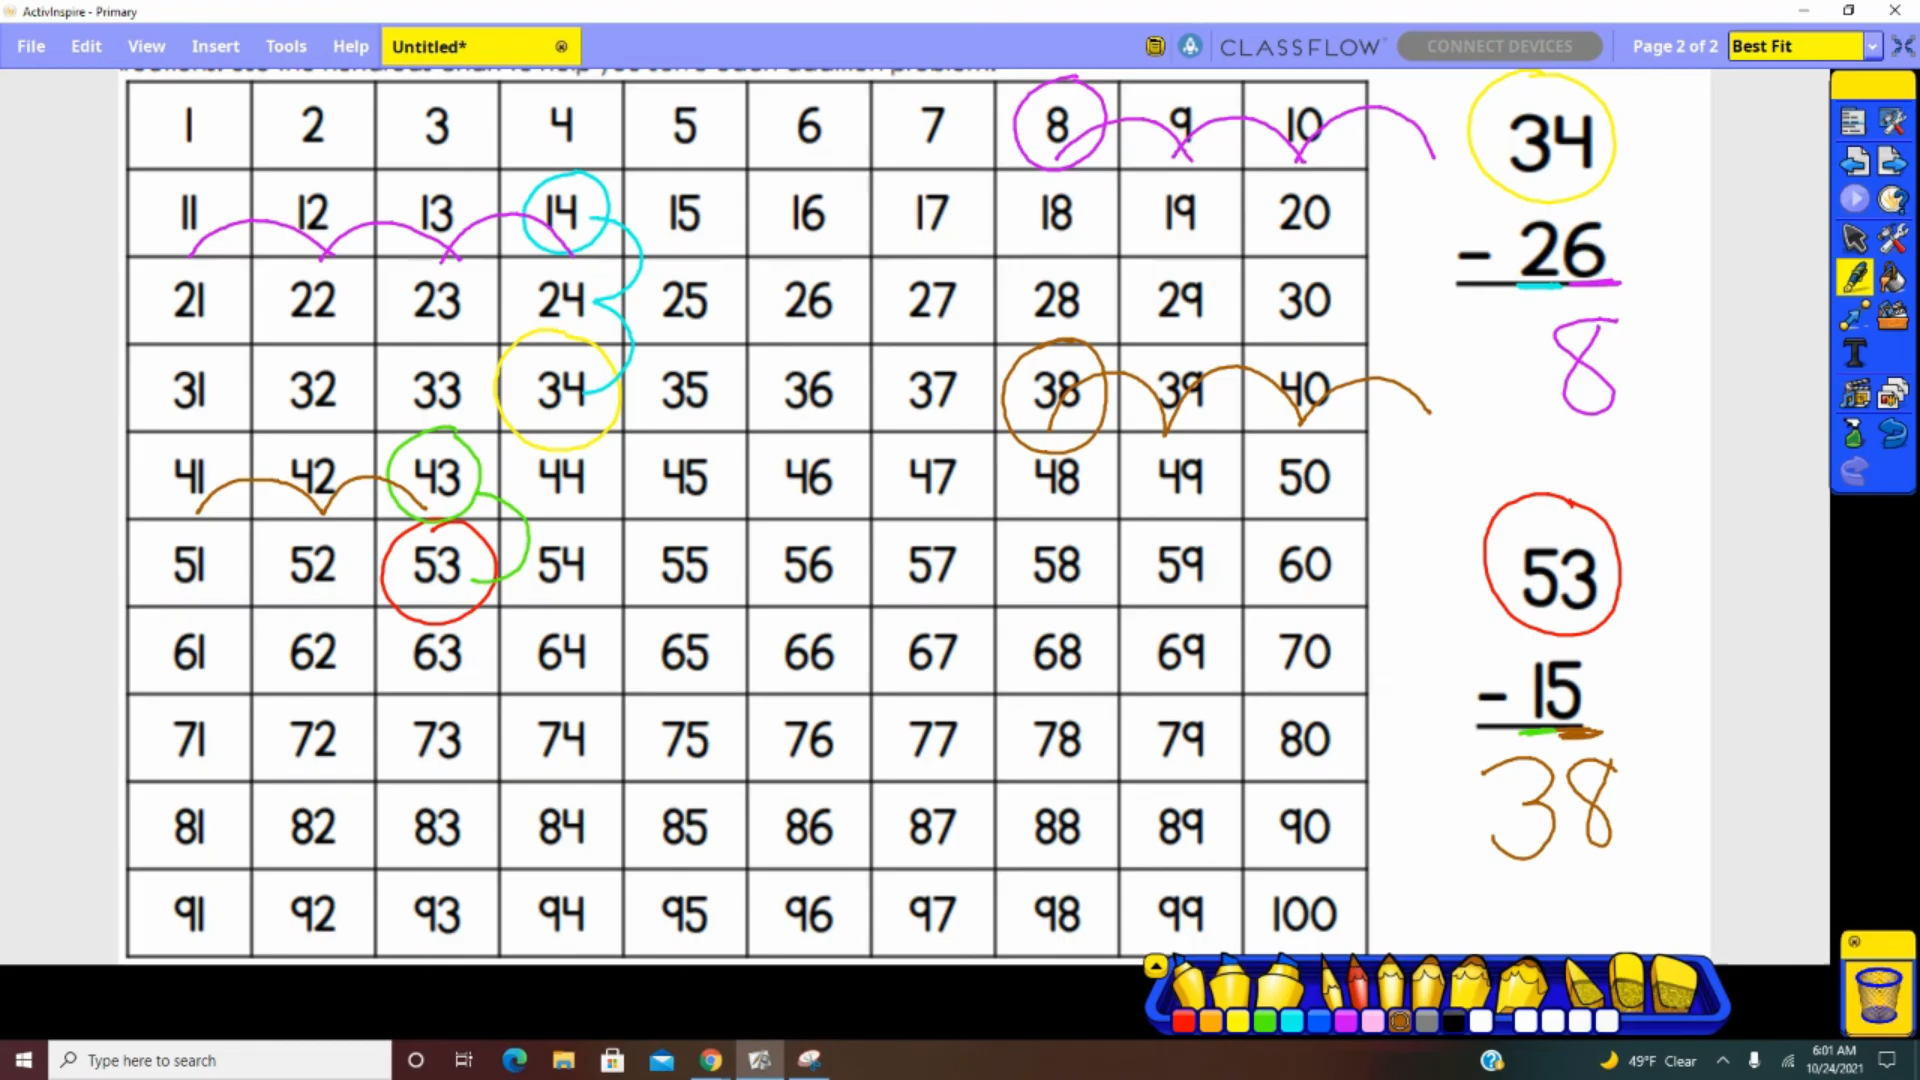 ActivInspire - Primary
File Edit View Insert Tools Help Untitled* CLASSFLOW CONNECT DEVICES Page 2 of 2 Best Fit
1 2 3 4 5 6 7 8 9 10
11 12 13 14 15 16 17 18 19 20
21 22 23 24 25 26 27 28 29 30
31 32 33 34 35 36 37 38 39 40
41 42 43 44 45 46 47 48 49 50
51 52 53 54 55 56 57 58 59 60
61 62 63 64 65 66 67 68 69 70
71 72 73 74 75 76 77 78 79 80
81 82 83 84 85 86 87 88 89 90
91 92 93 94 95 96 97 98 99 100
34
- 26
8
53
- 15
38
Type here to search
49°F Clear
6:01 AM
10/24/2021